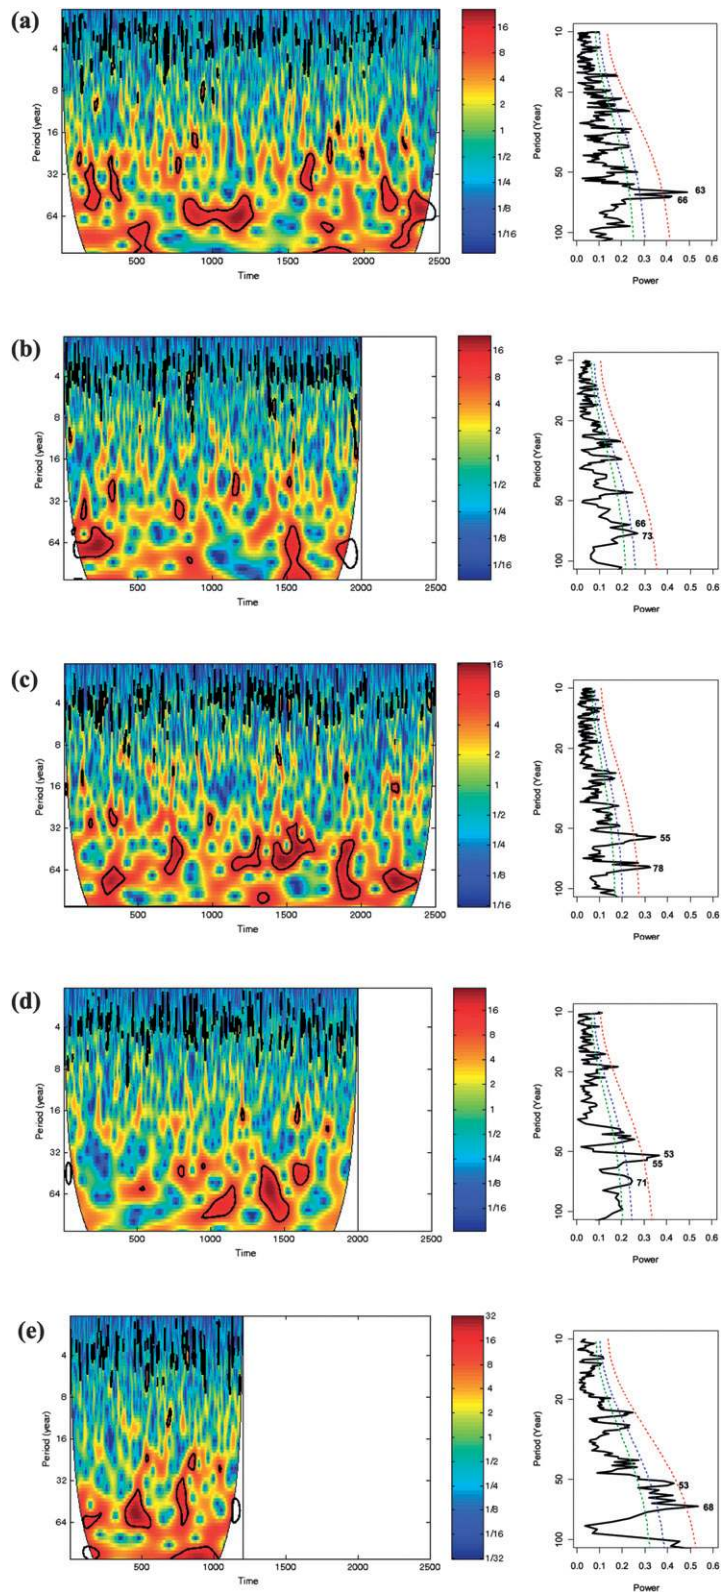 (a)
4
8
16
32
64
Period (year)
500 1000 1500 2000 2500
Time
16
8
4
2
1
1/2
1/4
1/8
1/16
10
20
50
100
Period (Year)
63
66
0.0 0.1 0.2 0.3 0.4 0.5 0.6
Power
(b)
4
8
16
32
64
Period (year)
500 1000 1500 2000 2500
Time
16
8
4
2
1
1/2
1/4
1/8
1/16
10
20
50
100
Period (Year)
66
73
0.0 0.1 0.2 0.3 0.4 0.5 0.6
Power
(c)
4
8
16
32
64
Period (year)
500 1000 1500 2000 2500
Time
16
8
4
2
1
1/2
1/4
1/8
1/16
10
20
50
100
Period (Year)
55
78
0.0 0.1 0.2 0.3 0.4 0.5 0.6
Power
(d)
4
8
16
32
64
Period (year)
500 1000 1500 2000 2500
Time
16
8
4
2
1
1/2
1/4
1/8
1/16
10
20
50
100
Period (Year)
53
55
71
0.0 0.1 0.2 0.3 0.4 0.5 0.6
Power
(e)
4
8
16
32
64
Period (year)
500 1000 1500 2000 2500
Time
32
16
8
4
2
1
1/2
1/4
1/8
1/16
1/32
10
20
50
100
Period (Year)
53
68
0.0 0.1 0.2 0.3 0.4 0.5 0.6
Power